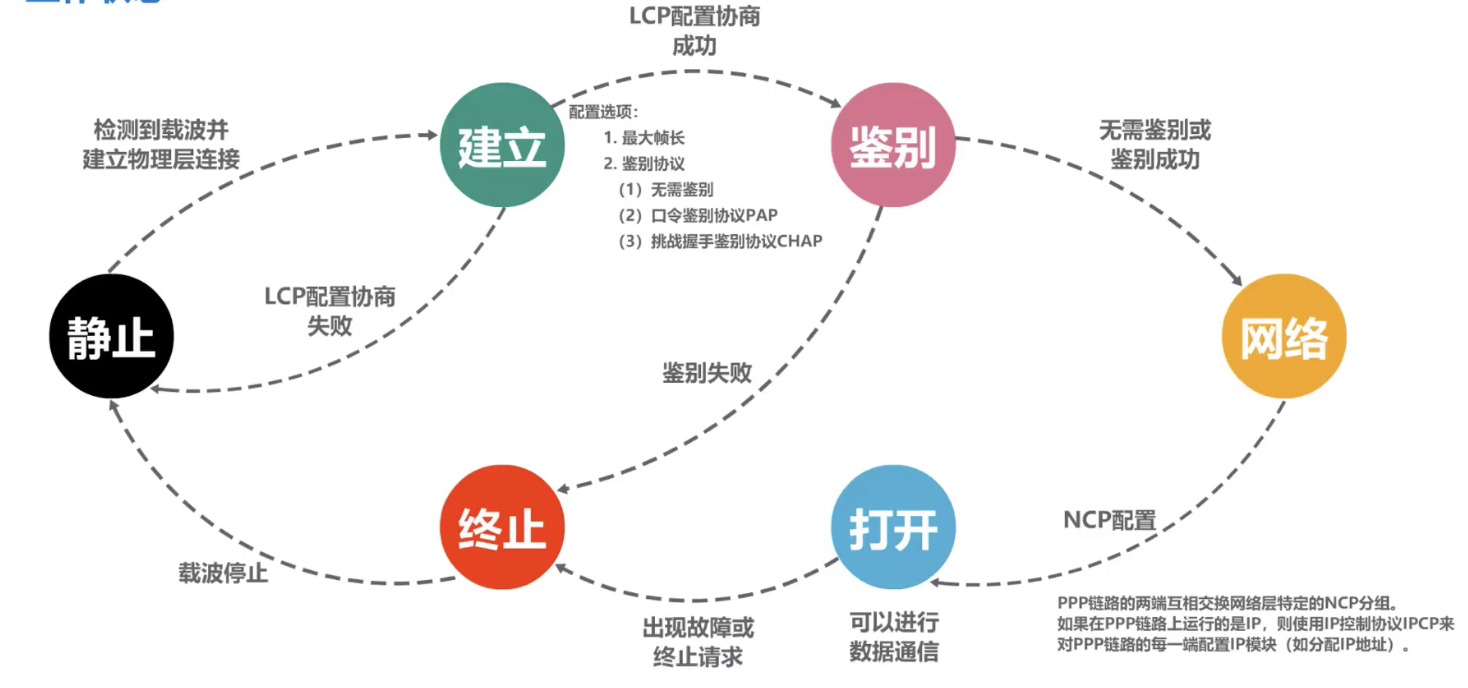 LCP配置协商
成功
检测到载波并
建立物理层连接
建立
配置选项：
1. 最大帧长
2. 鉴别协议
（1）无需鉴别
（2）口令鉴别协议PAP
（3）挑战握手鉴别协议CHAP
鉴别
无需鉴别或
鉴别成功
静止
LCP配置协商
失败
鉴别失败
网络
终止
打开
NCP配置
载波停止
出现故障或
终止请求
可以进行
数据通信
PPP链路的两端互相交换网络层特定的NCP分组。
如果在PPP链路上运行的是IP，则使用IP控制协议IPCP来
对PPP链路的每一端配置IP模块（如分配IP地址）。